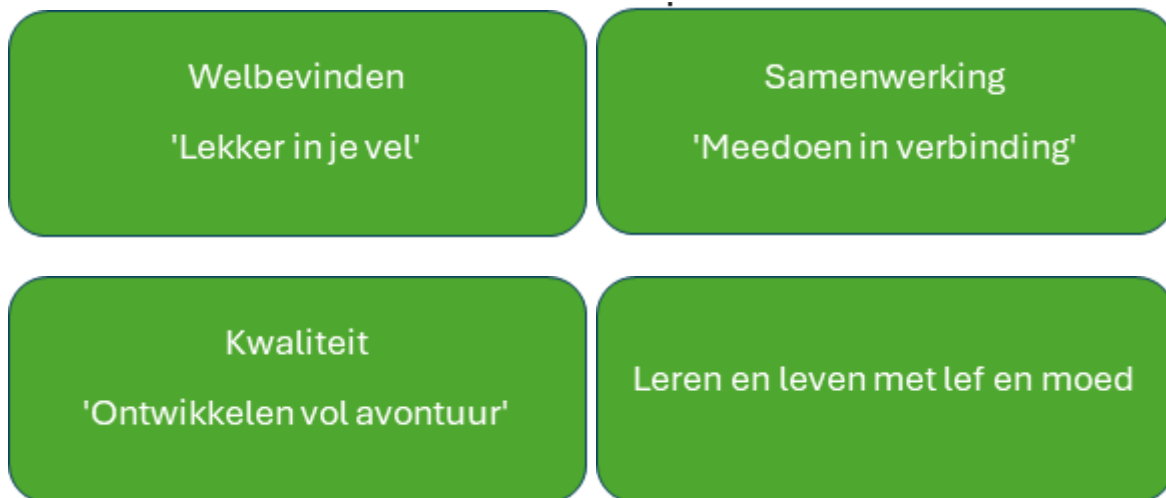 Welbevinden
'Lekker in je vel'
Samenwerking
'Meedoen in verbinding'
Kwaliteit
'Ontwikkelen vol avontuur'
Leren en leven met lef en moed